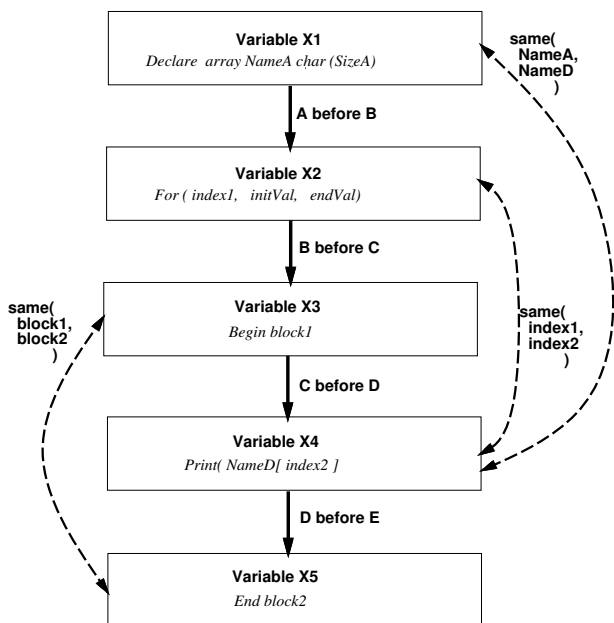 Variable X1
Declare array NameA char (SizeA)
same(
NameA,
NameD
)
A before B
Variable X2
For ( index1, initVal, endVal)
B before C
same(
block1,
block2
)
Variable X3
Begin block1
same(
index1,
index2
)
C before D
Variable X4
Print( NameD[ index2 ]
D before E
Variable X5
End block2